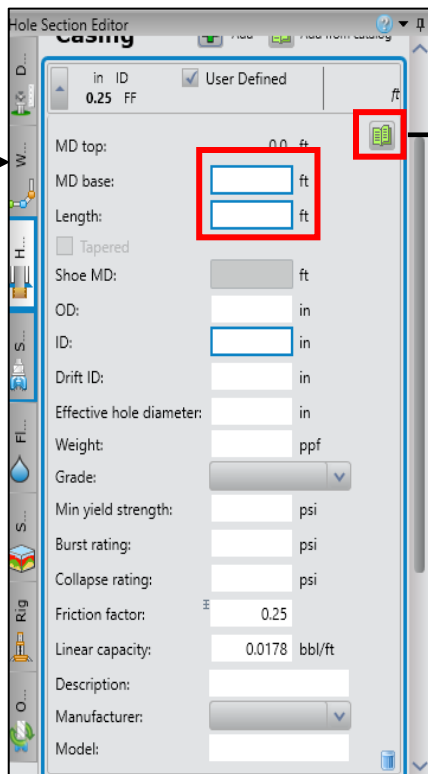 Hole Section Editor
Casing Add Add from catalog
in ID User Defined
0.25 FF ft
MD top: 0.0 ft
MD base: ft
Length: ft
Tapered
Shoe MD: ft
OD: in
ID: in
Drift ID: in
Effective hole diameter: in
Weight: ppf
Grade:
Min yield strength: psi
Burst rating: psi
Collapse rating: psi
Friction factor: 0.25
Linear capacity: 0.0178 bbl/ft
Description:
Manufacturer:
Model:
D...
W...
H...
S...
Fl...
S...
Rig
O...